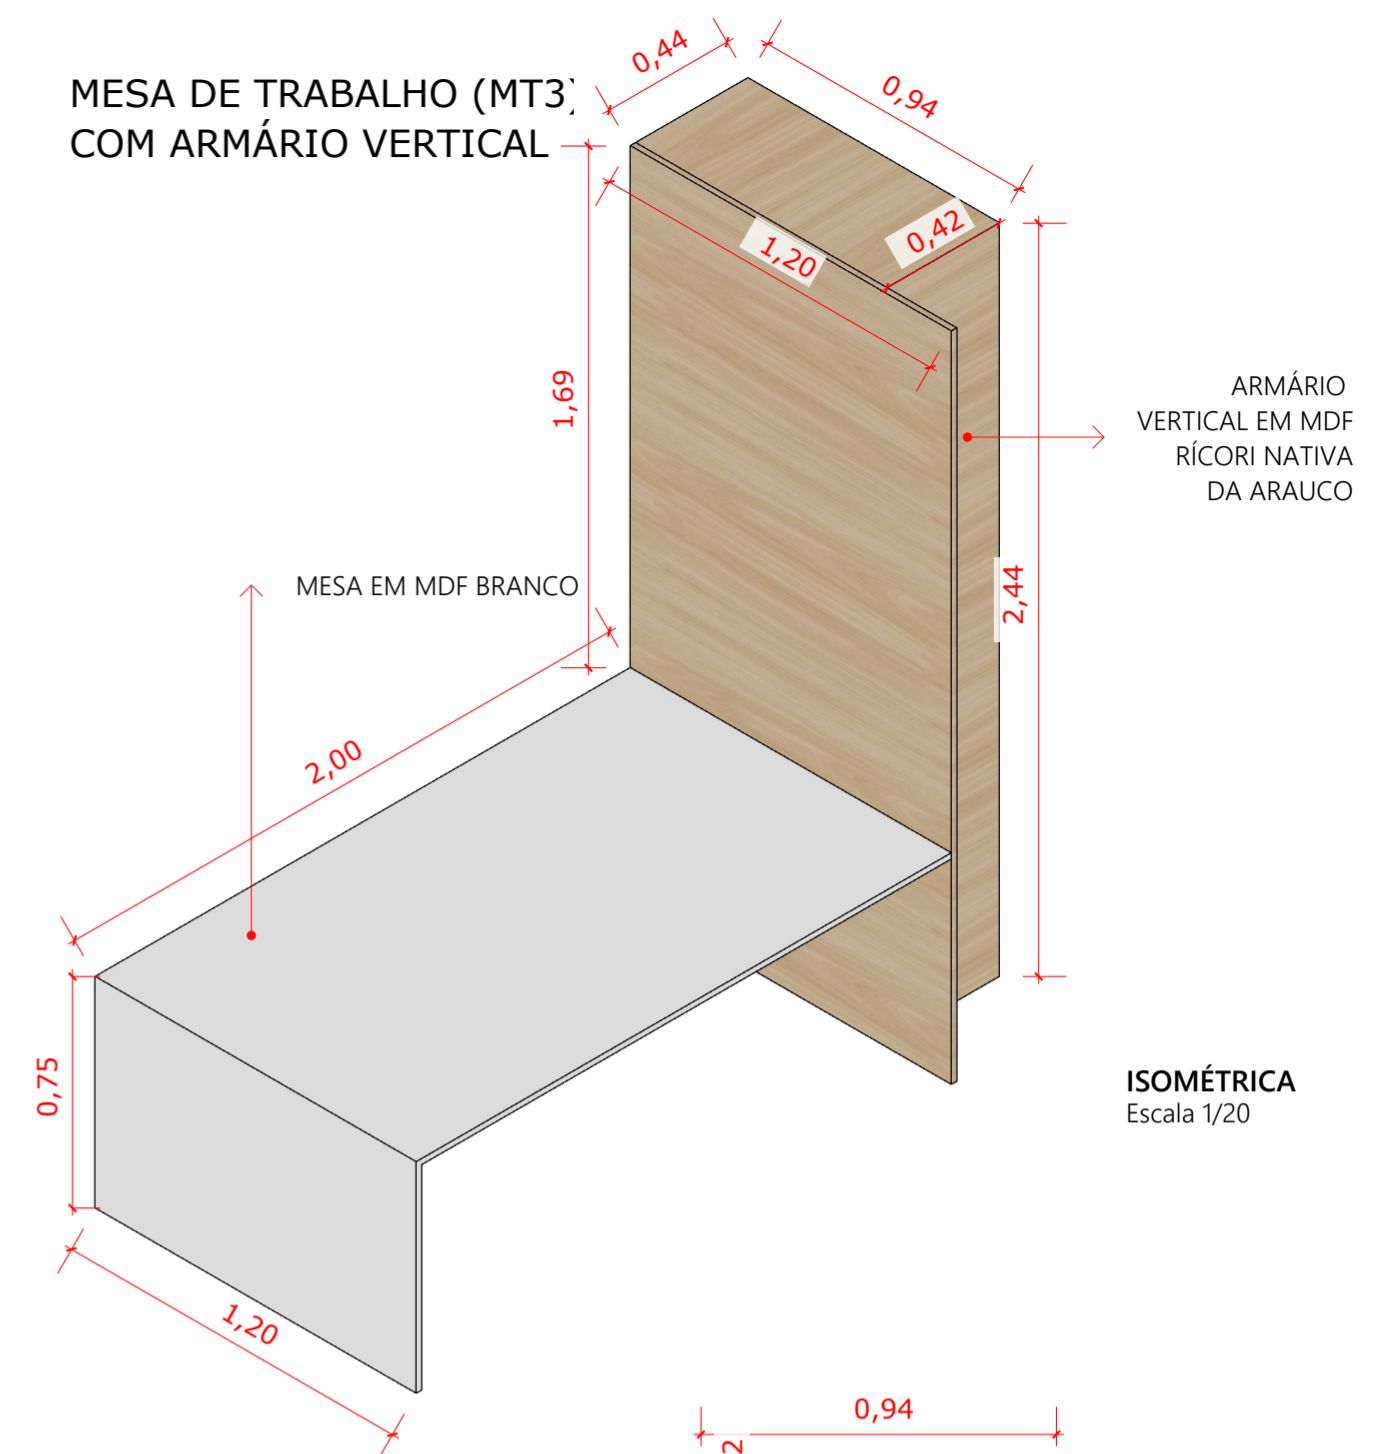 MESA DE TRABALHO (MT3)
COM ARMÁRIO VERTICAL
0,44
0,94
1,20
0,42
1,69
ARMÁRIO
VERTICAL EM MDF
RÍCORI NATIVA
DA ARAUCO
2,44
MESA EM MDF BRANCO
2,00
0,75
ISOMÉTRICA
Escala 1/20
1,20
0,94
2